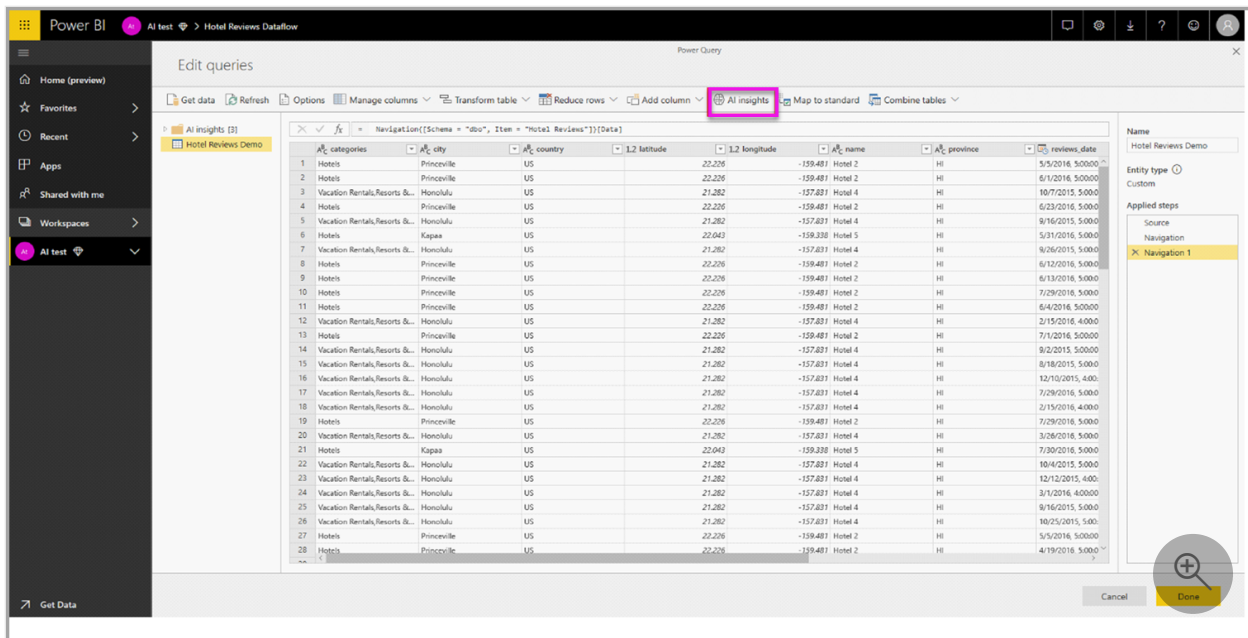 Power BI At AI test > Hotel Reviews Dataflow ?
Power Query
Edit queries
Home (preview)
Favorites
Recent
Apps
Shared with me
Workspaces
At AI test
Get Data
Get data Refresh Options Manage columns Transform table Reduce rows Add column AI insights Map to standard Combine tables
AI insights [3]
Hotel Reviews Demo
fx = Navigation{[Schema = "dbo", Item = "Hotel Reviews"]}[Data]
categories city country 1.2 latitude 1.2 longitude name province reviews_date
1 Hotels Princeville US 22.226 -159.481 Hotel 2 HI 5/5/2016, 5:00:00
2 Hotels Princeville US 22.226 -159.481 Hotel 2 HI 6/1/2016, 5:00:0
3 Vacation Rentals,Resorts &... Honolulu US 21.282 -157.831 Hotel 4 HI 10/7/2015, 5:00:0
4 Hotels Princeville US 22.226 -159.481 Hotel 2 HI 6/23/2016, 5:00:0
5 Vacation Rentals,Resorts &... Honolulu US 21.282 -157.831 Hotel 4 HI 9/16/2015, 5:00:0
6 Hotels Kapaa US 22.043 -159.338 Hotel 5 HI 5/31/2016, 5:00:0
7 Vacation Rentals,Resorts &... Honolulu US 21.282 -157.831 Hotel 4 HI 9/26/2015, 5:00:0
8 Hotels Princeville US 22.226 -159.481 Hotel 2 HI 6/12/2016, 5:00:0
9 Hotels Princeville US 22.226 -159.481 Hotel 2 HI 6/13/2016, 5:00:0
10 Hotels Princeville US 22.226 -159.481 Hotel 2 HI 7/29/2016, 5:00:0
11 Hotels Princeville US 22.226 -159.481 Hotel 2 HI 6/4/2016, 5:00:0
12 Vacation Rentals,Resorts &... Honolulu US 21.282 -157.831 Hotel 4 HI 2/15/2016, 4:00:0
13 Hotels Princeville US 22.226 -159.481 Hotel 2 HI 7/1/2016, 5:00:0
14 Vacation Rentals,Resorts &... Honolulu US 21.282 -157.831 Hotel 4 HI 9/2/2015, 5:00:00
15 Vacation Rentals,Resorts &... Honolulu US 21.282 -157.831 Hotel 4 HI 8/18/2015, 5:00:0
16 Vacation Rentals,Resorts &... Honolulu US 21.282 -157.831 Hotel 4 HI 12/10/2015, 4:00:
17 Vacation Rentals,Resorts &... Honolulu US 21.282 -157.831 Hotel 4 HI 9/29/2015, 5:00:0
18 Vacation Rentals,Resorts &... Honolulu US 21.282 -157.831 Hotel 4 HI 2/15/2016, 4:00:0
19 Hotels Princeville US 22.226 -159.481 Hotel 2 HI 7/29/2016, 5:00:0
20 Vacation Rentals,Resorts &... Honolulu US 21.282 -157.831 Hotel 4 HI 3/26/2016, 5:00:0
21 Hotels Kapaa US 22.043 -159.338 Hotel 5 HI 7/30/2016, 5:00:0
22 Vacation Rentals,Resorts &... Honolulu US 21.282 -157.831 Hotel 4 HI 10/4/2015, 5:00:0
23 Vacation Rentals,Resorts &... Honolulu US 21.282 -157.831 Hotel 4 HI 12/12/2015, 4:00:
24 Vacation Rentals,Resorts &... Honolulu US 21.282 -157.831 Hotel 4 HI 3/1/2016, 4:00:00
25 Vacation Rentals,Resorts &... Honolulu US 21.282 -157.831 Hotel 4 HI 9/16/2015, 5:00:0
26 Vacation Rentals,Resorts &... Honolulu US 21.282 -157.831 Hotel 4 HI 10/25/2015, 5:00:
27 Hotels Princeville US 22.226 -159.481 Hotel 2 HI 5/5/2016, 5:00:00
28 Hotels Princeville US 22.226 -159.481 Hotel 2 HI 4/19/2016, 5:00:0
Name
Hotel Reviews Demo
Entity type
Custom
Applied steps
Source
Navigation
Navigation 1
Cancel Done